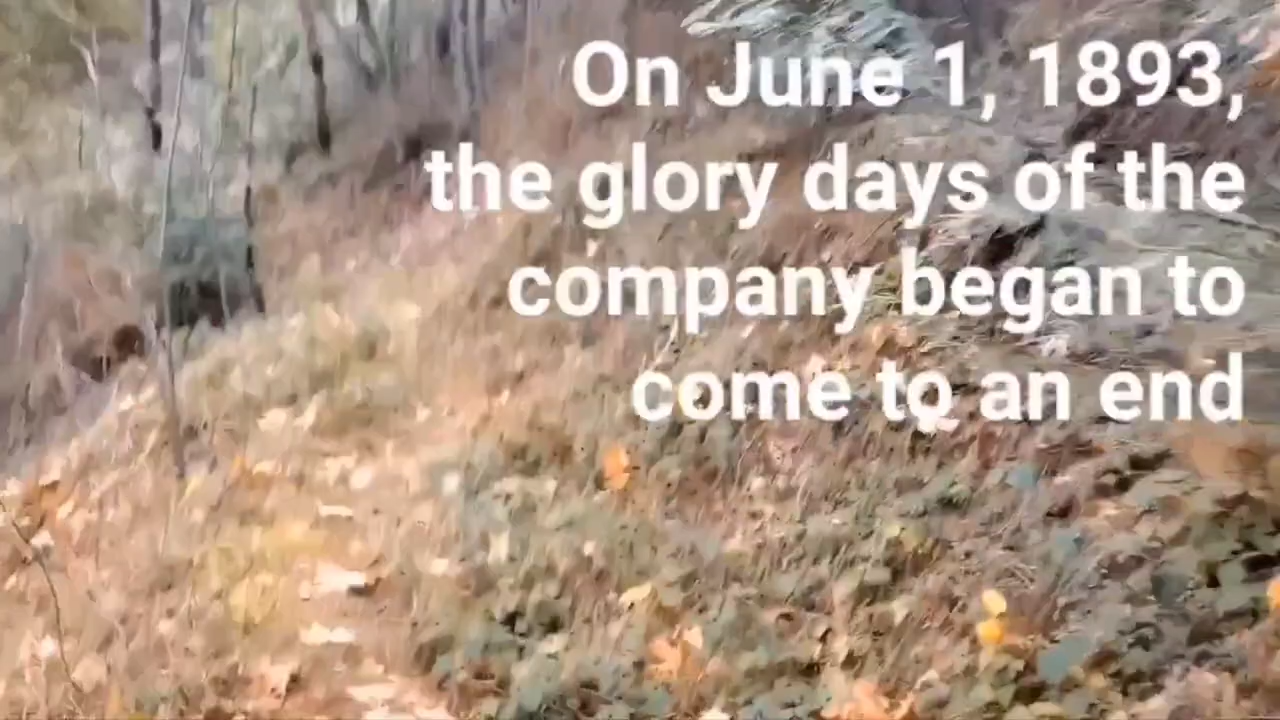 On June 1, 1893,
the glory days of the
company began to
come to an end